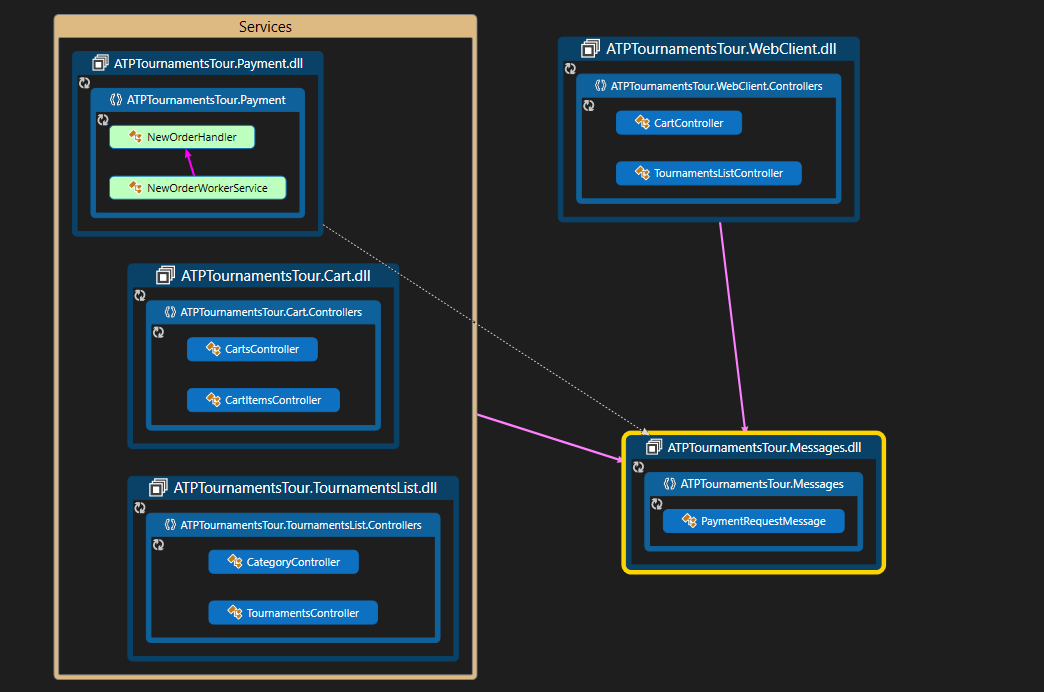 Services
ATPTournamentsTour.Payment.dll
ATPTournamentsTour.Payment
NewOrderHandler
NewOrderWorkerService
ATPTournamentsTour.Cart.dll
ATPTournamentsTour.Cart.Controllers
CartsController
CartItemsController
ATPTournamentsTour.TournamentsList.dll
ATPTournamentsTour.TournamentsList.Controllers
CategoryController
TournamentsController
ATPTournamentsTour.WebClient.dll
ATPTournamentsTour.WebClient.Controllers
CartController
TournamentsListController
ATPTournamentsTour.Messages.dll
ATPTournamentsTour.Messages
PaymentRequestMessage